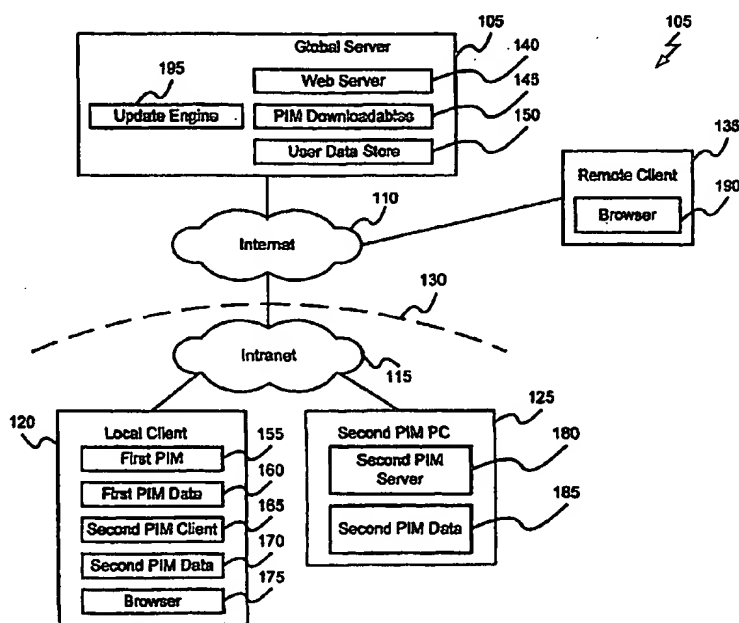 Global Server
105
105
195
Web Server
140
145
Update Engine
PIM Downloadables
150
User Data Store
135
Remote Client
Browser
190
110
Internet
130
Intranet
115
120
Local Client
155
First PIM
160
First PIM Data
165
Second PIM Client
170
Second PIM Data
175
Browser
125
Second PIM PC
180
Second PIM Server
185
Second PIM Data